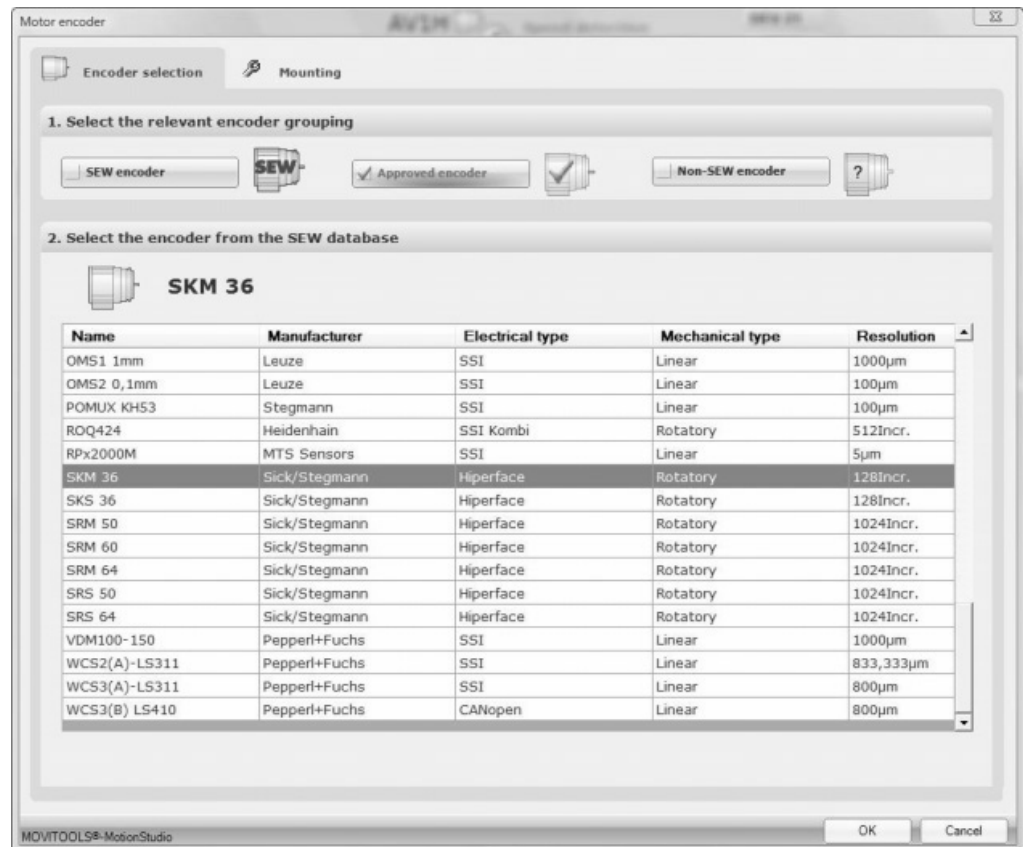 Motor encoder
Encoder selection
Mounting
1. Select the relevant encoder grouping
SEW encoder
SEW
Approved encoder
Non-SEW encoder
?
2. Select the encoder from the SEW database
SKM 36
Name Manufacturer Electrical type Mechanical type Resolution
OMS1 1mm Leuze SSI Linear 1000µm
OMS2 0,1mm Leuze SSI Linear 100µm
POMUX KH53 Stegmann SSI Linear 100µm
ROQ424 Heidenhain SSI Kombi Rotatory 512Incr.
RPx2000M MTS Sensors SSI Linear 5µm
SKM 36 Sick/Stegmann Hiperface Rotatory 128Incr.
SKS 36 Sick/Stegmann Hiperface Rotatory 128Incr.
SRM 50 Sick/Stegmann Hiperface Rotatory 1024Incr.
SRM 60 Sick/Stegmann Hiperface Rotatory 1024Incr.
SRM 64 Sick/Stegmann Hiperface Rotatory 1024Incr.
SRS 50 Sick/Stegmann Hiperface Rotatory 1024Incr.
SRS 64 Sick/Stegmann Hiperface Rotatory 1024Incr.
VDM100-150 Pepperl+Fuchs SSI Linear 1000µm
WCS2(A)-LS311 Pepperl+Fuchs SSI Linear 833,333µm
WCS3(A)-LS311 Pepperl+Fuchs SSI Linear 800µm
WCS3(B) LS410 Pepperl+Fuchs CANopen Linear 800µm
MOVITOOLS®-MotionStudio
OK
Cancel